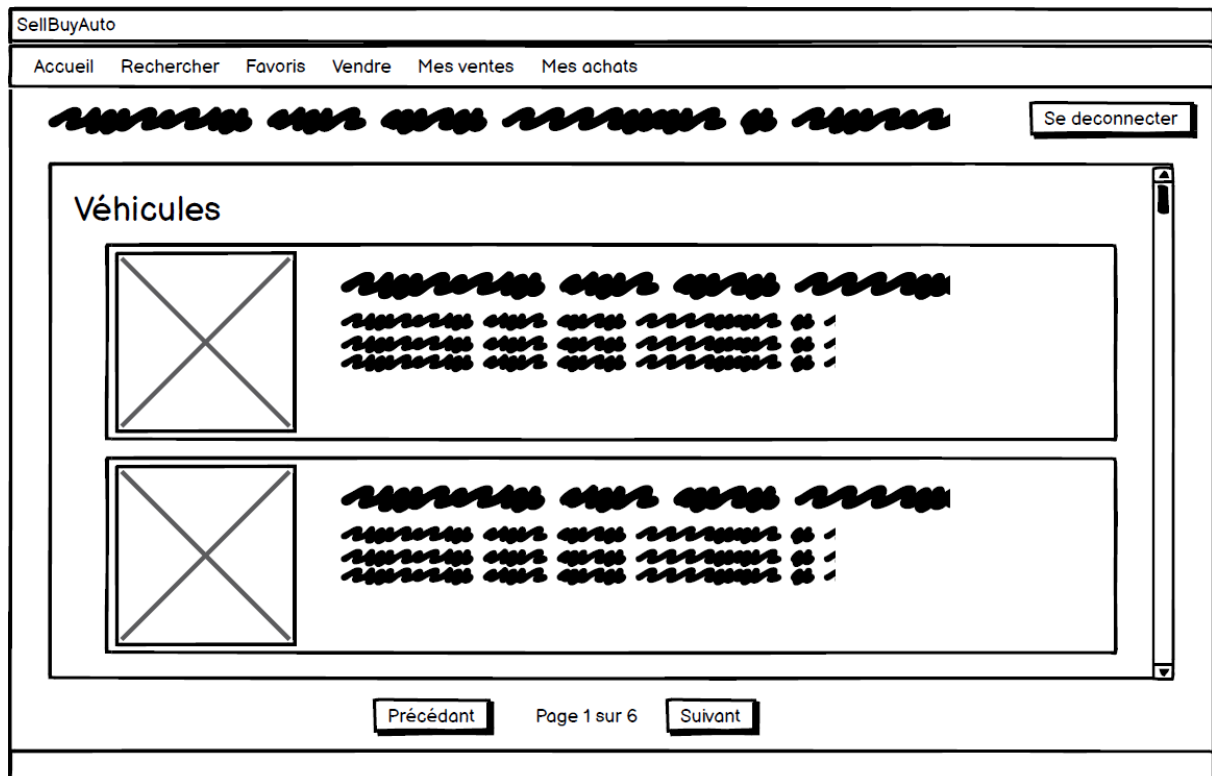 SellBuyAuto
Accueil Rechercher Favoris Vendre Mes ventes Mes achats
Se deconnecter
Véhicules
Précédant Page 1 sur 6 Suivant